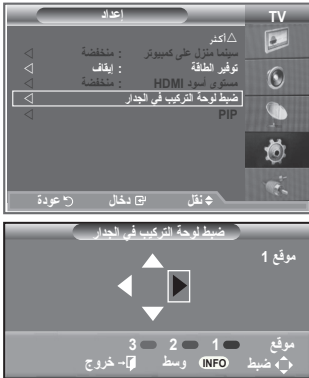 TV
إعداد
△أكثر
سينما منزل على كمبيوتر : منخفضة
توفير الطاقة : إيقاف
مستوى أسود HDMI : منخفضة
ضبط لوحة التركيب في الجدار
PIP
نقل دخال عودة
ضبط لوحة التركيب في الجدار
موقع 1
موقع 1 2 3
ضبط INFO وسط خروج